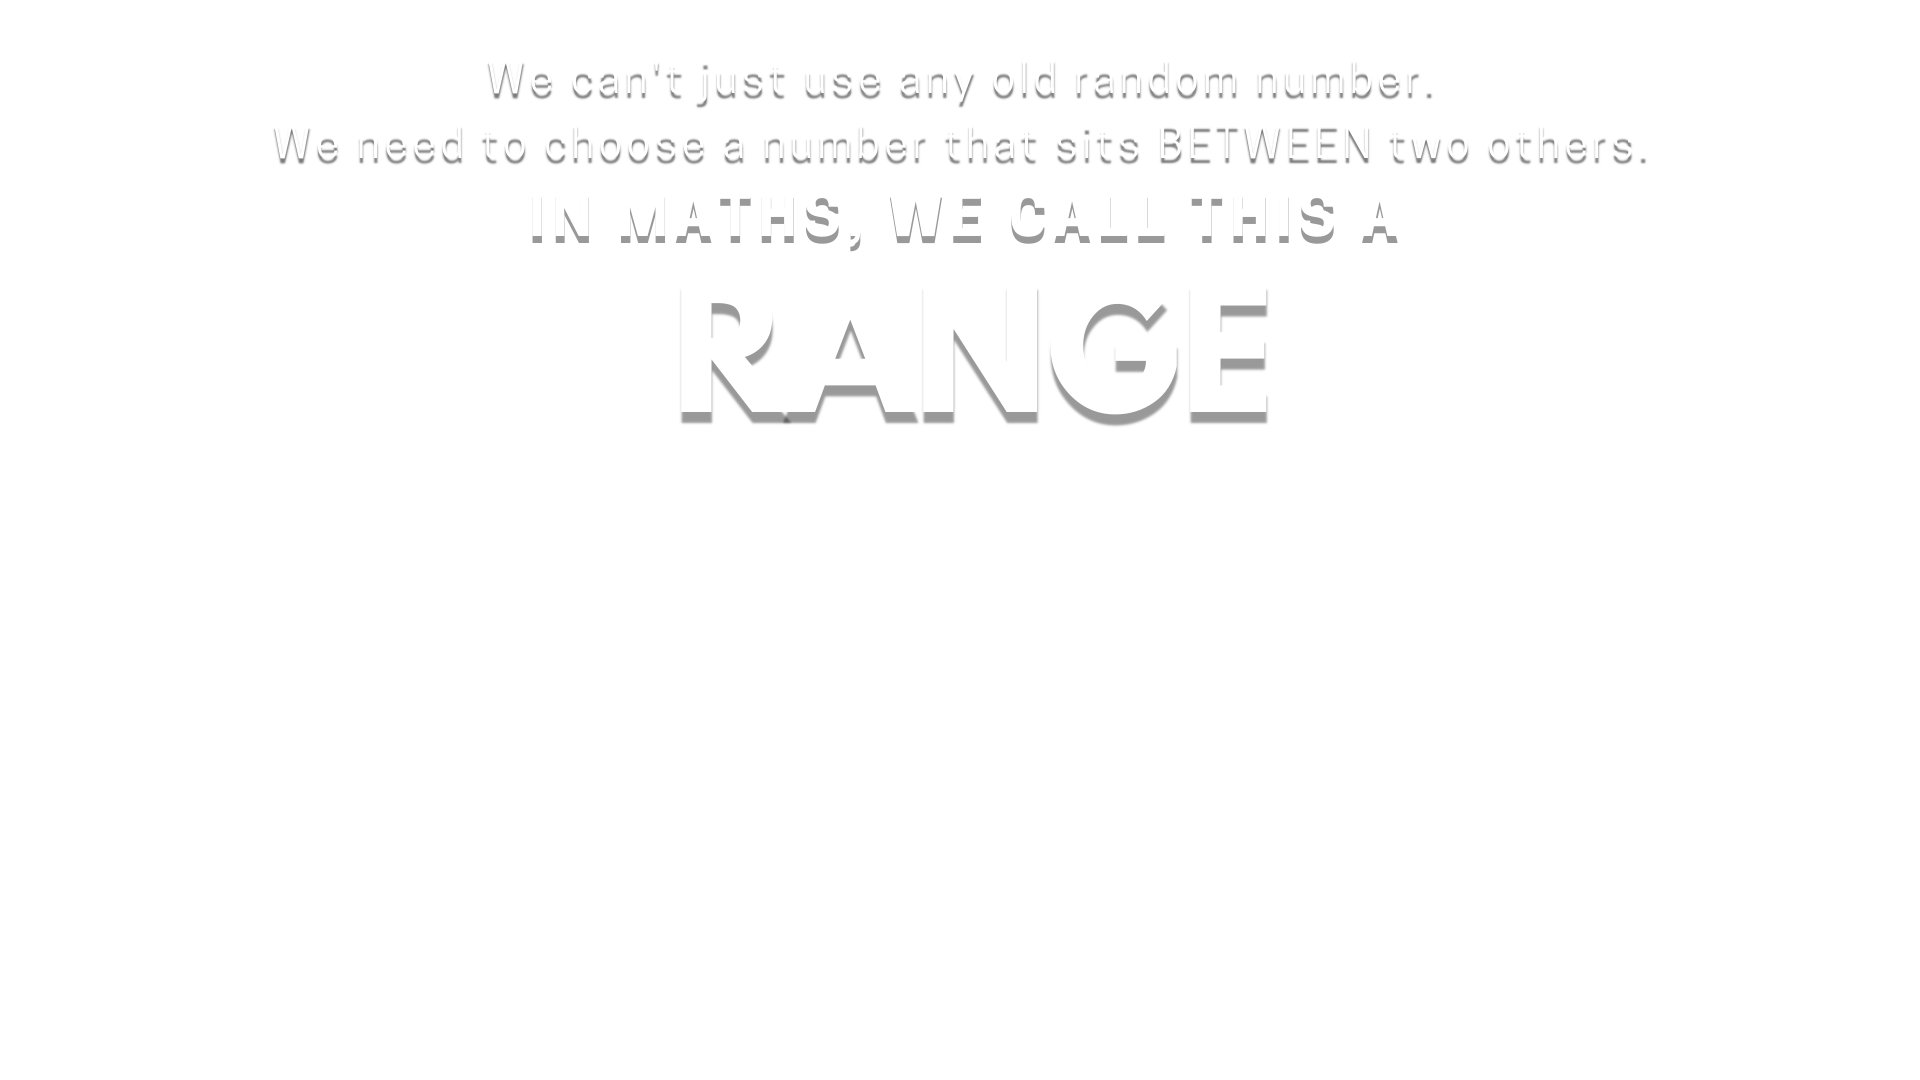 We can't just use any old random number.
We need to choose a number that sits BETWEEN two others.
IN MATHS, WE CALL THIS A
RANGE